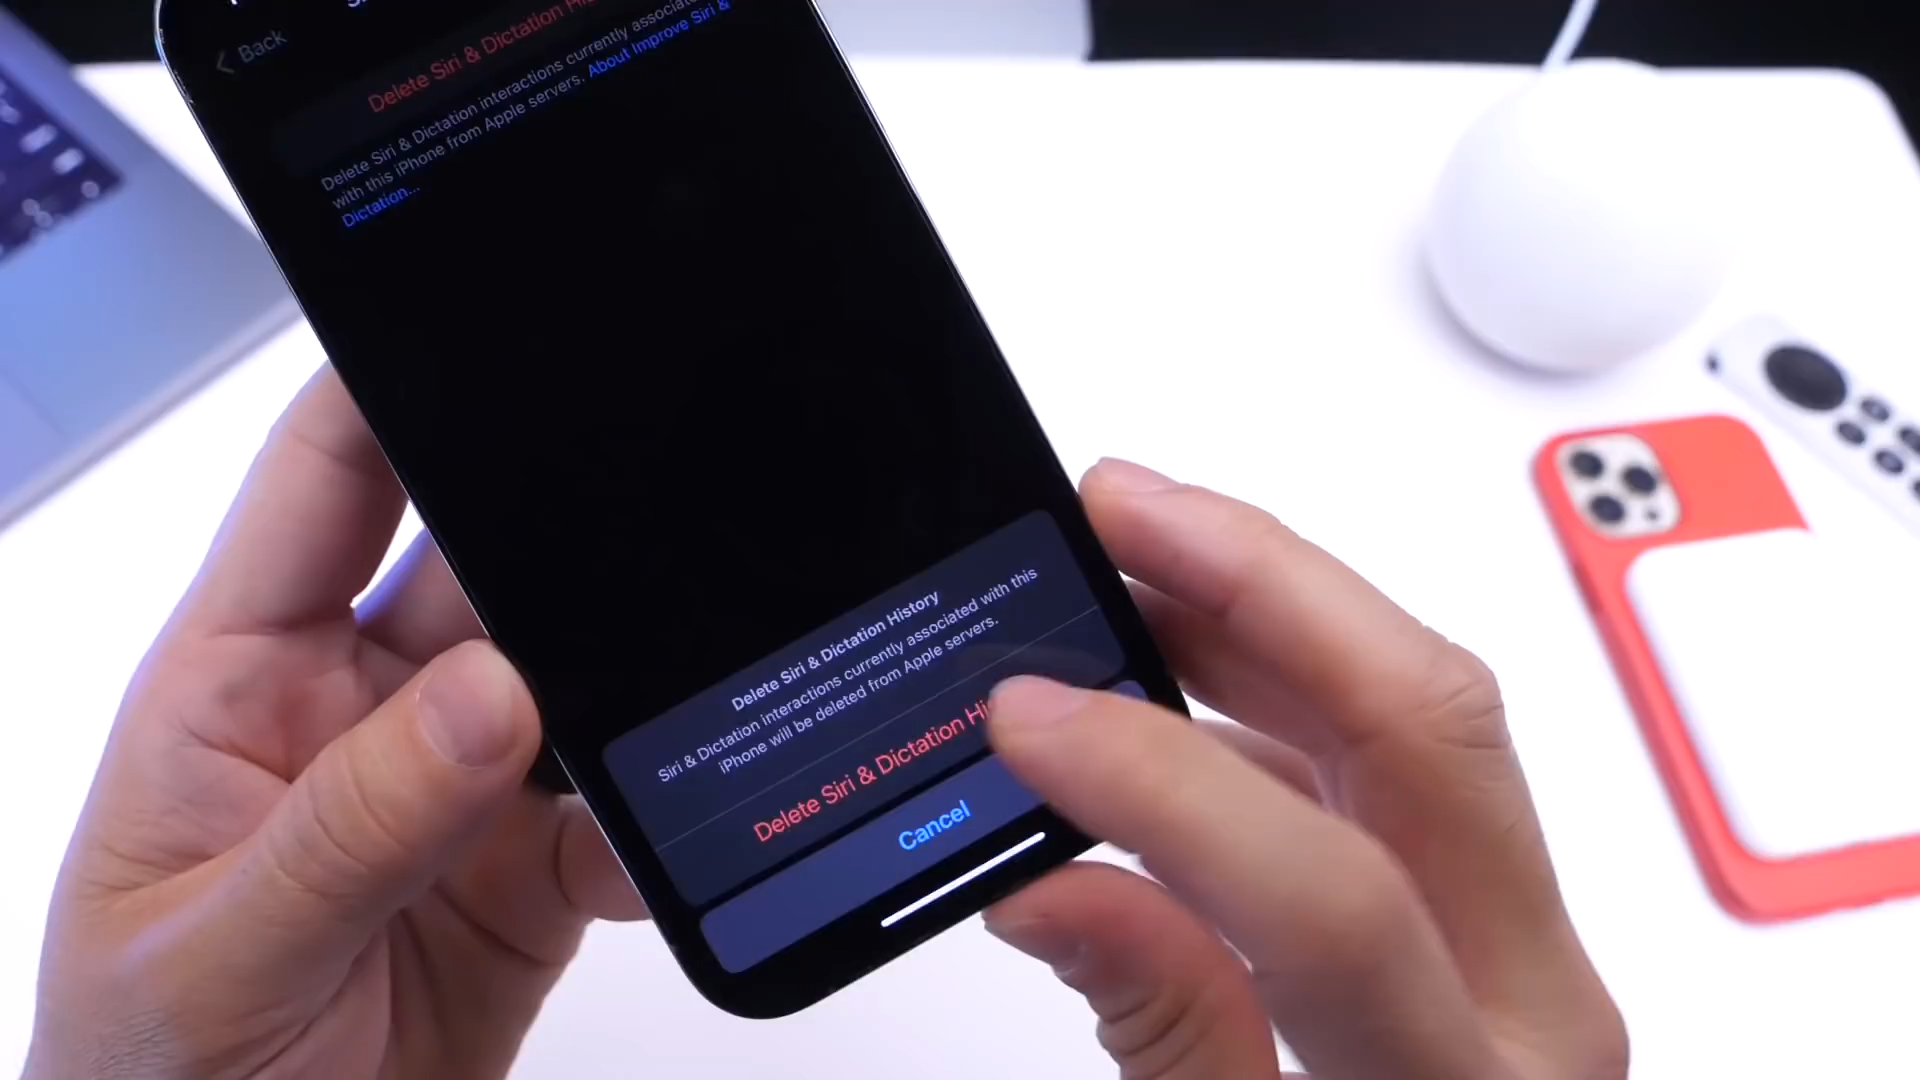 Back
Delete Siri & Dictation
Delete Siri & Dictation interactions currently associated
with this iPhone from Apple servers. About Improve Siri &
Dictation...
Delete Siri & Dictation History
Siri & Dictation interactions currently associated with this
iPhone will be deleted from Apple servers.
Delete Siri & Dictation Hi
Cancel